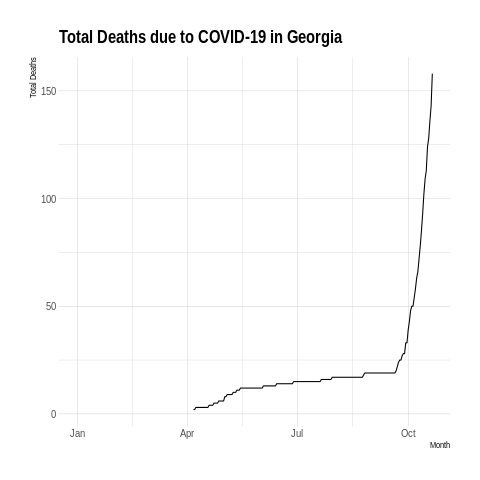 Total Deaths due to COVID-19 in Georgia
Total Deaths
150
100
50
0
Jan Apr Jul Oct
Month